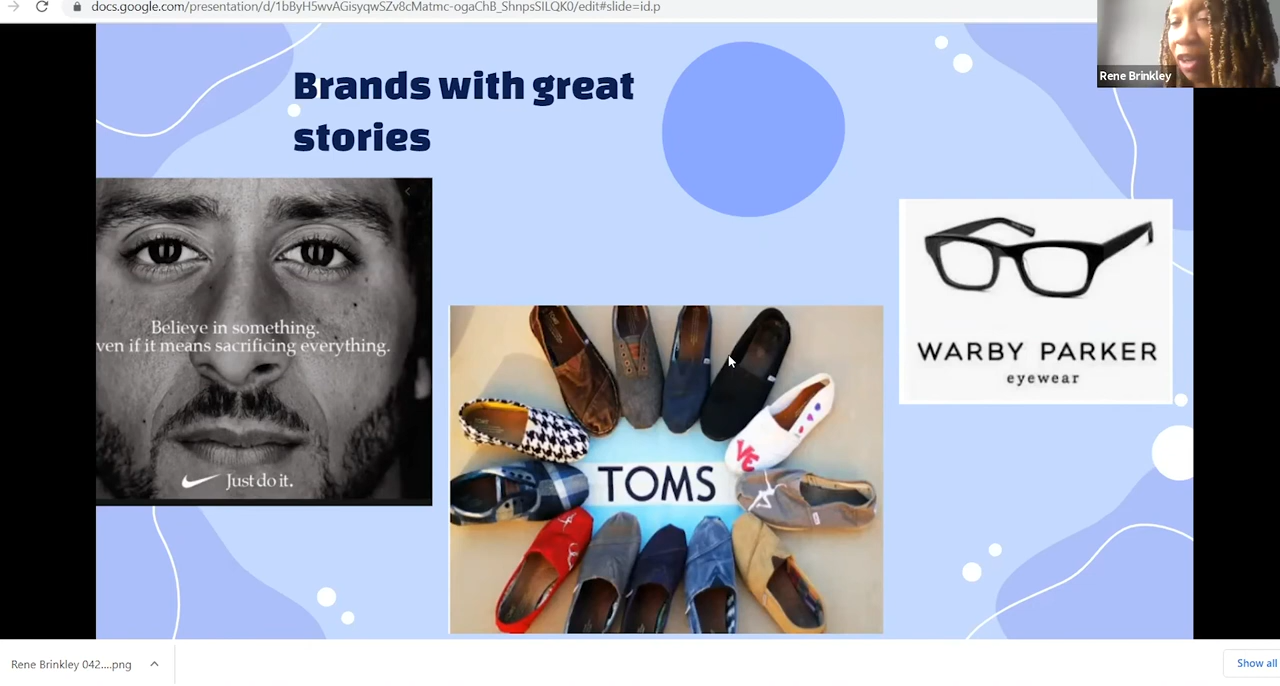 docs.google.com/presentation/d/1bByH5wvAGisyqwSZv8cMatmc-ogaChB_ShnpsSILQK0/edit#slide=id.p
Rene Brinkley
Brands with great
stories
Believe in something.
ven if it means sacrificing everything.
Just do it.
TOMS
VE
WARBY PARKER
eyewear
Rene Brinkley 042....png
Show all